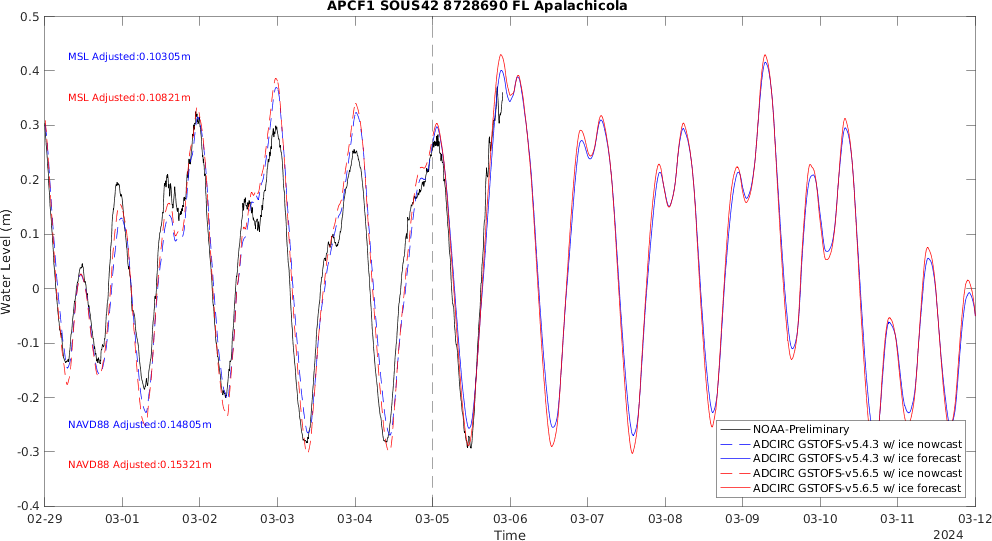 APCF1 SOUS42 8728690 FL Apalachicola
0.5
0.4
0.3
0.2
0.1
0
-0.1
-0.2
-0.3
-0.4
Water Level (m)
MSL Adjusted:0.10305m
MSL Adjusted:0.10821m
NAVD88 Adjusted:0.14805m
NAVD88 Adjusted:0.15321m
NOAA-Preliminary
ADCIRC GSTOFS-v5.4.3 w/ ice nowcast
ADCIRC GSTOFS-v5.4.3 w/ ice forecast
ADCIRC GSTOFS-v5.6.5 w/ ice nowcast
ADCIRC GSTOFS-v5.6.5 w/ ice forecast
02-29 03-01 03-02 03-03 03-04 03-05 03-06 03-07 03-08 03-09 03-10 03-11 03-12
Time
2024